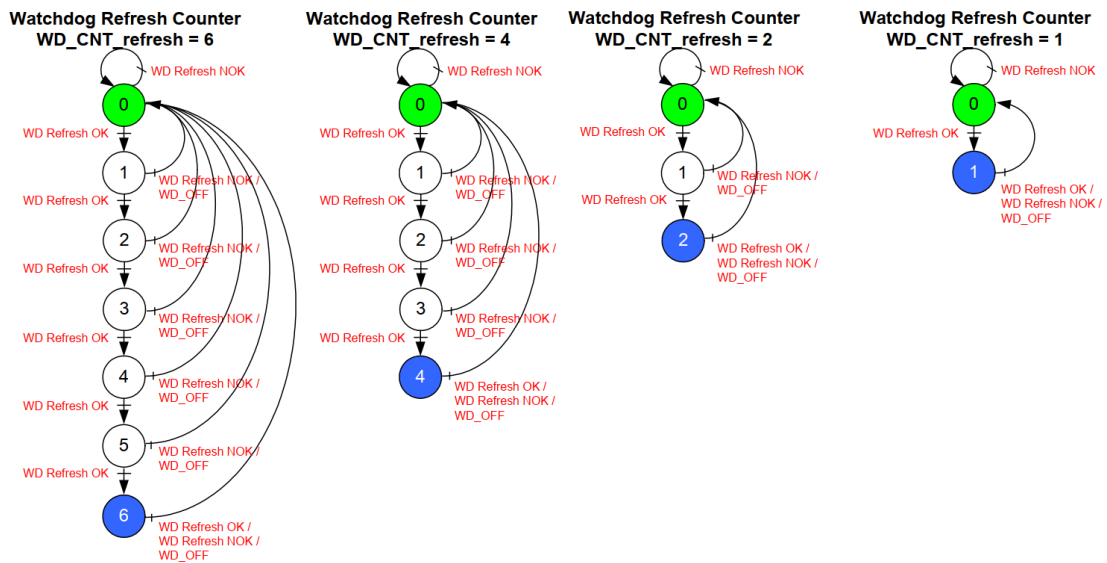 Watchdog Refresh Counter
WD_CNT_refresh = 6
WD Refresh NOK
0
WD Refresh OK
1
WD Refresh NOK /
WD_OFF
WD Refresh OK
2
WD Refresh NOK /
WD_OFF
WD Refresh OK
3
WD Refresh NOK /
WD_OFF
WD Refresh OK
4
WD Refresh NOK /
WD_OFF
WD Refresh OK
5
WD Refresh NOK /
WD_OFF
WD Refresh OK
6
WD Refresh OK /
WD Refresh NOK /
WD_OFF
Watchdog Refresh Counter
WD_CNT_refresh = 4
WD Refresh NOK
0
WD Refresh OK
1
WD Refresh NOK /
WD_OFF
WD Refresh OK
2
WD Refresh NOK /
WD_OFF
WD Refresh OK
3
WD Refresh NOK /
WD_OFF
WD Refresh OK
4
WD Refresh OK /
WD Refresh NOK /
WD_OFF
Watchdog Refresh Counter
WD_CNT_refresh = 2
WD Refresh NOK
0
WD Refresh OK
1
WD Refresh NOK /
WD_OFF
WD Refresh OK
2
WD Refresh OK /
WD Refresh NOK /
WD_OFF
Watchdog Refresh Counter
WD_CNT_refresh = 1
WD Refresh NOK
0
WD Refresh OK
1
WD Refresh OK /
WD Refresh NOK /
WD_OFF